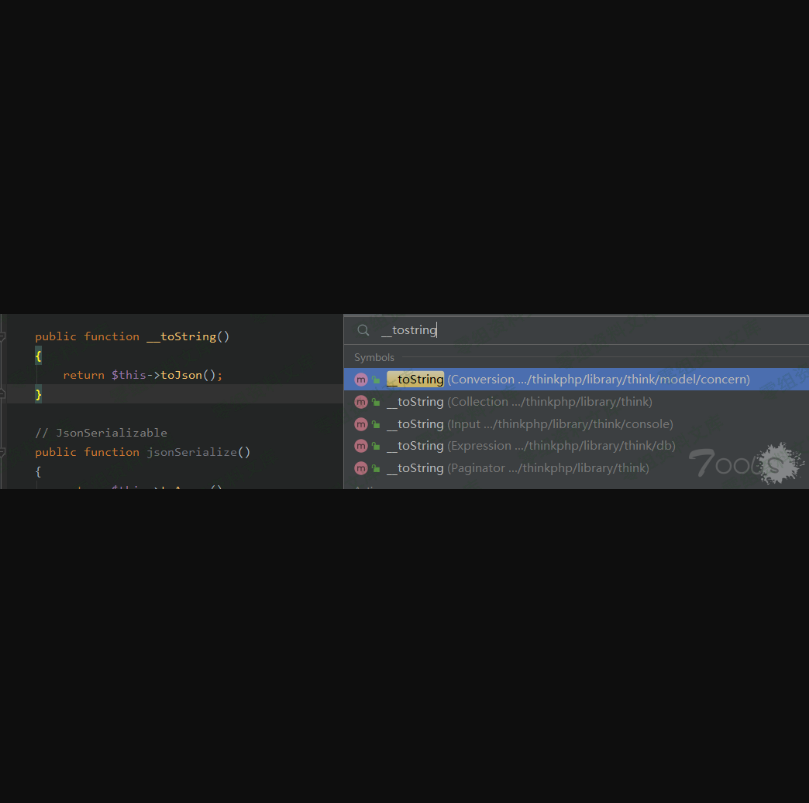 public function __toString()
{
return $this->toJson();
}
// JsonSerializable
public function jsonSerialize()
{
__tostring
Symbols
m __toString (Conversion .../thinkphp/library/think/model/concern)
m __toString (Collection .../thinkphp/library/think)
m __toString (Input .../thinkphp/library/think/console)
m __toString (Expression .../thinkphp/library/think/db)
m __toString (Paginator .../thinkphp/library/think)
7ools